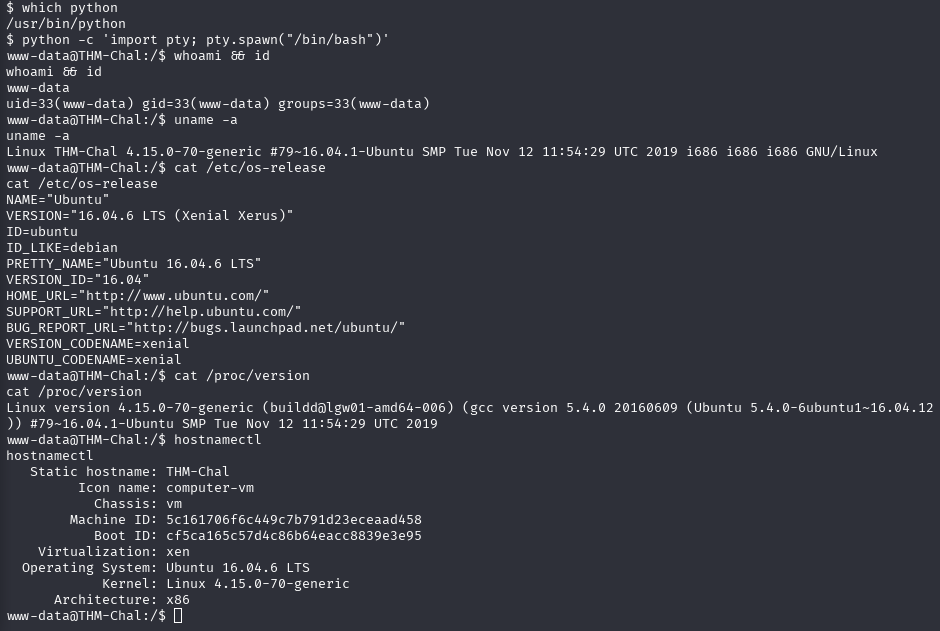 $ which python
/usr/bin/python
$ python -c 'import pty; pty.spawn("/bin/bash")'
www-data@THM-Chal:/$ whoami && id
whoami && id
www-data
uid=33(www-data) gid=33(www-data) groups=33(www-data)
www-data@THM-Chal:/$ uname -a
uname -a
Linux THM-Chal 4.15.0-70-generic #79~16.04.1-Ubuntu SMP Tue Nov 12 11:54:29 UTC 2019 i686 i686 i686 GNU/Linux
www-data@THM-Chal:/$ cat /etc/os-release
cat /etc/os-release
NAME="Ubuntu"
VERSION="16.04.6 LTS (Xenial Xerus)"
ID=ubuntu
ID_LIKE=debian
PRETTY_NAME="Ubuntu 16.04.6 LTS"
VERSION_ID="16.04"
HOME_URL="http://www.ubuntu.com/"
SUPPORT_URL="http://help.ubuntu.com/"
BUG_REPORT_URL="http://bugs.launchpad.net/ubuntu/"
VERSION_CODENAME=xenial
UBUNTU_CODENAME=xenial
www-data@THM-Chal:/$ cat /proc/version
cat /proc/version
Linux version 4.15.0-70-generic (buildd@lgw01-amd64-006) (gcc version 5.4.0 20160609 (Ubuntu 5.4.0-6ubuntu1~16.04.12
)) #79~16.04.1-Ubuntu SMP Tue Nov 12 11:54:29 UTC 2019
www-data@THM-Chal:/$ hostnamectl
hostnamectl
   Static hostname: THM-Chal
         Icon name: computer-vm
           Chassis: vm
        Machine ID: 5c161706f6c449c7b791d23eceaad458
           Boot ID: cf5ca165c57d4c86b64eacc8839e3e95
    Virtualization: xen
  Operating System: Ubuntu 16.04.6 LTS
            Kernel: Linux 4.15.0-70-generic
      Architecture: x86
www-data@THM-Chal:/$